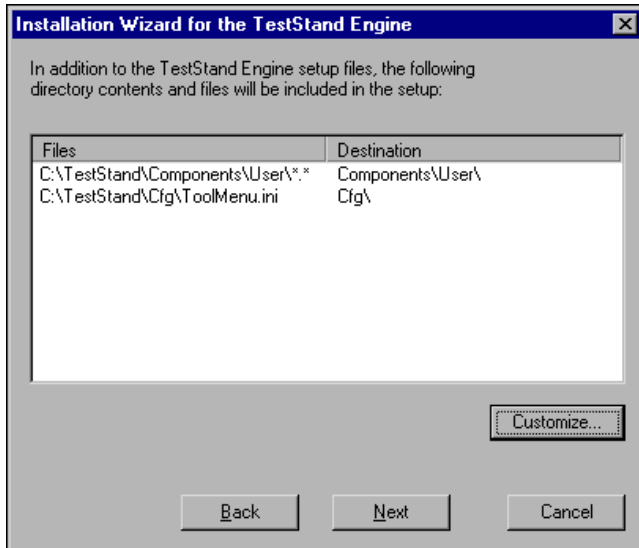 Installation Wizard for the TestStand Engine
In addition to the TestStand Engine setup files, the following
directory contents and files will be included in the setup:
Files Destination
C:\TestStand\Components\User\*.* Components\User\
C:\TestStand\Cfg\ToolMenu.ini Cfg\
Customize...
Back Next Cancel